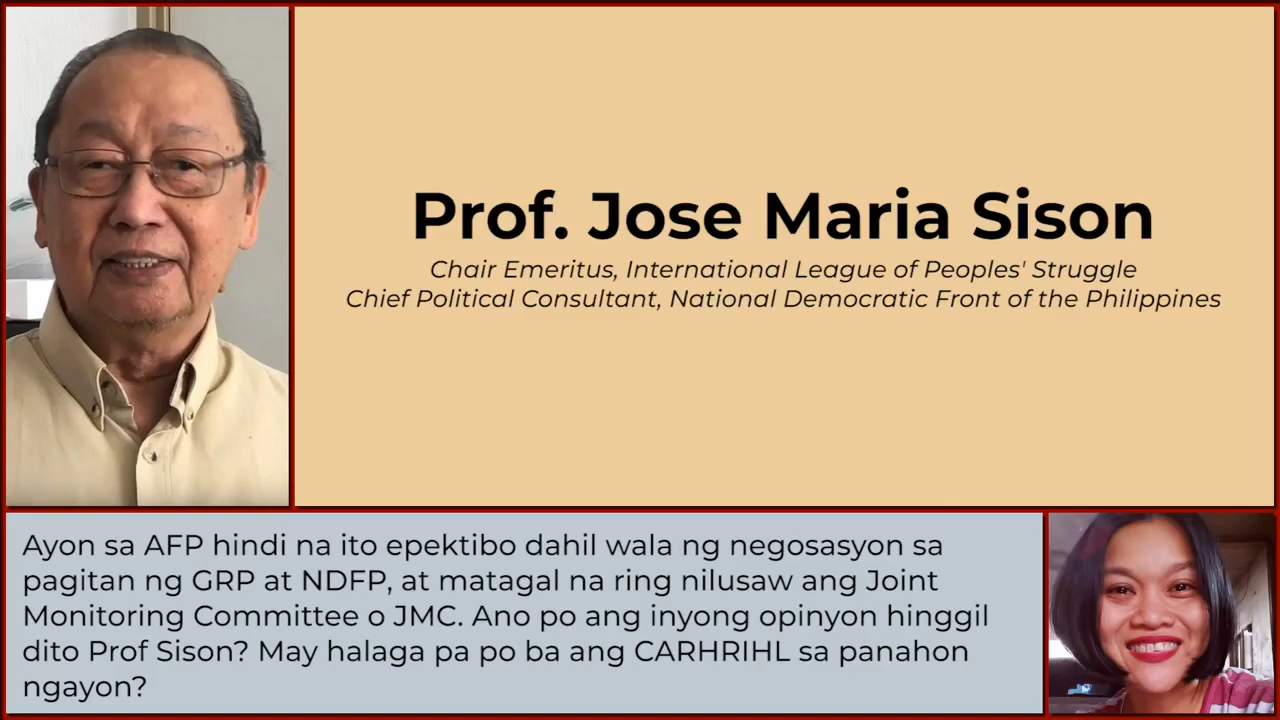 Prof. Jose Maria Sison
Chair Emeritus, International League of Peoples' Struggle
Chief Political Consultant, National Democratic Front of the Philippines
Ayon sa AFP hindi na ito epektibo dahil wala ng negosasyon sa
pagitan ng GRP at NDFP, at matagal na ring nilusaw ang Joint
Monitoring Committee o JMC. Ano po ang inyong opinyon hinggil
dito Prof Sison? May halaga pa po ba ang CARHRIHL sa panahon
ngayon?